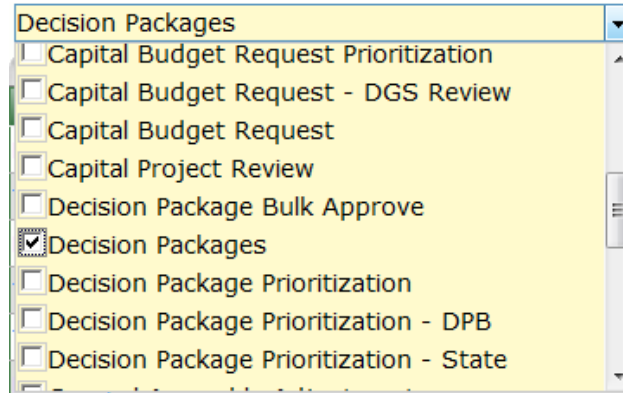 Decision Packages
Capital Budget Request Prioritization
Capital Budget Request - DGS Review
Capital Budget Request
Capital Project Review
Decision Package Bulk Approve
Decision Packages
Decision Package Prioritization
Decision Package Prioritization - DPB
Decision Package Prioritization - State